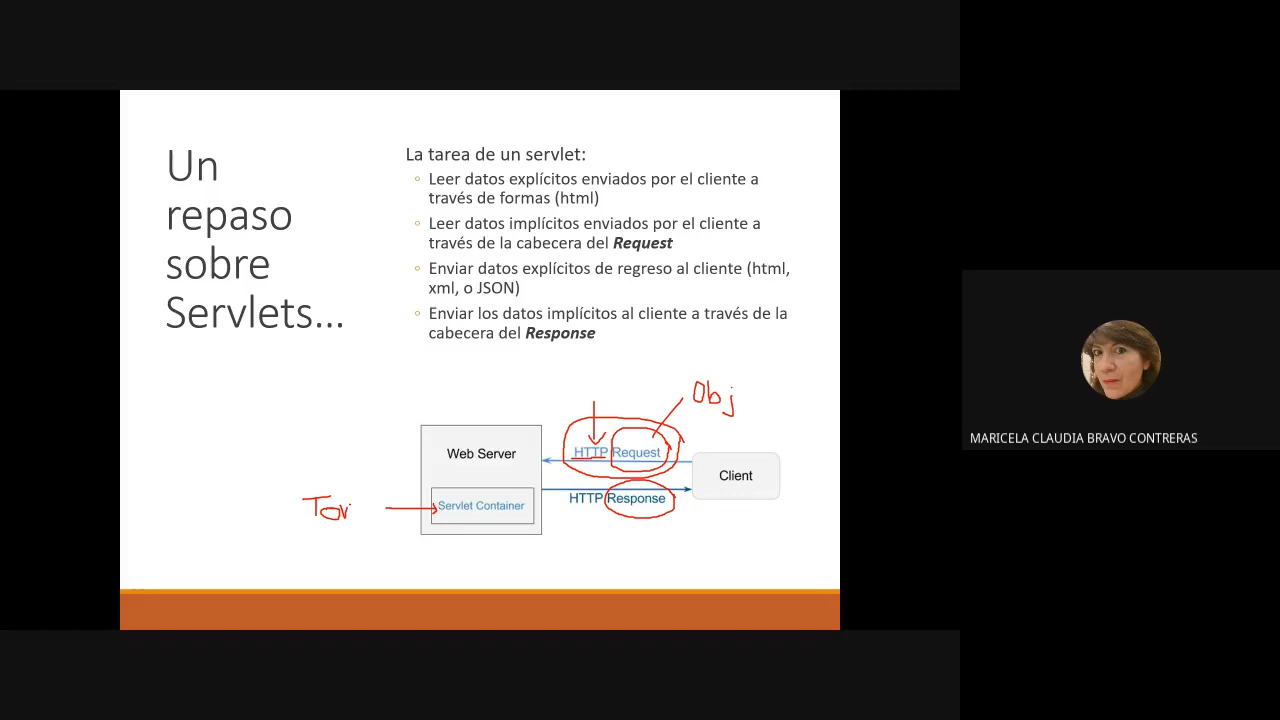 Un
repaso
sobre
Servlets...
La tarea de un servlet:
Leer datos explícitos enviados por el cliente a
través de formas (html)
Leer datos implícitos enviados por el cliente a
través de la cabecera del Request
Enviar datos explícitos de regreso al cliente (html,
xml, o JSON)
Enviar los datos implícitos al cliente a través de la
cabecera del Response
Obj
Web Server
HTTP Request
Client
HTTP Response
Servlet Container
MARICELA CLAUDIA BRAVO CONTRERAS